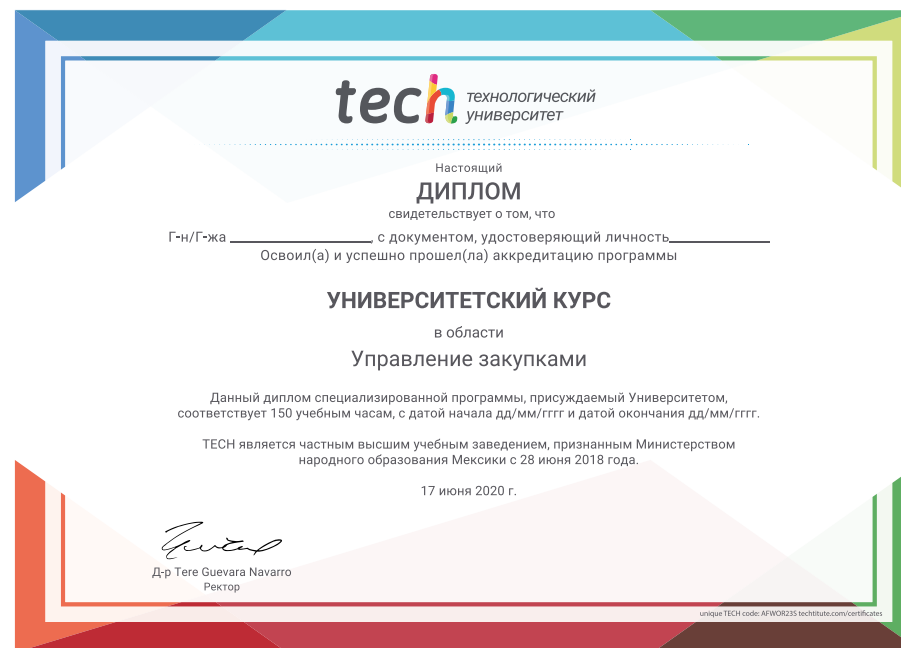 tech технологический
университет
Настоящий
ДИПЛОМ
свидетельствует о том, что
Г-н/Г-жа ____________________, с документом, удостоверяющий личность______________
Освоил(а) и успешно прошел(ла) аккредитацию программы
УНИВЕРСИТЕТСКИЙ КУРС
в области
Управление закупками
Данный диплом специализированной программы, присуждаемый Университетом,
соответствует 150 учебным часам, с датой начала дд/мм/гггг и датой окончания дд/мм/гггг.
TECH является частным высшим учебным заведением, признанным Министерством
народного образования Мексики с 28 июня 2018 года.
17 июня 2020 г.
Д-р Tere Guevara Navarro
Ректор
unique TECH code: AFWOR23S techtitute.com/certificates